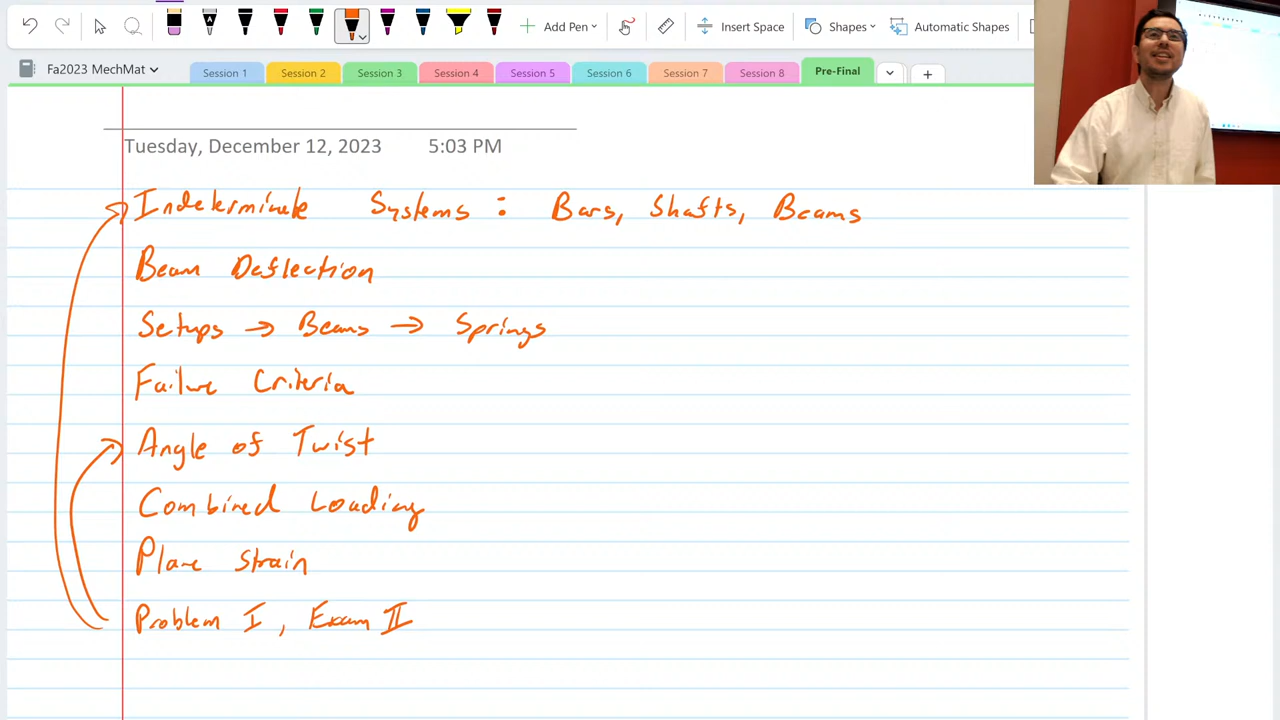 Add Pen
Insert Space
Shapes
Automatic Shapes
Fa2023 MechMat
Session 1
Session 2
Session 3
Session 4
Session 5
Session 6
Session 7
Session 8
Pre-Final
Tuesday, December 12, 2023 5:03 PM
Indeterminate Systems : Bars, Shafts, Beams
Beam Deflection
Setups → Beams → Springs
Failure Criteria
Angle of Twist
Combined Loading
Plane Strain
Problem I, Exam II